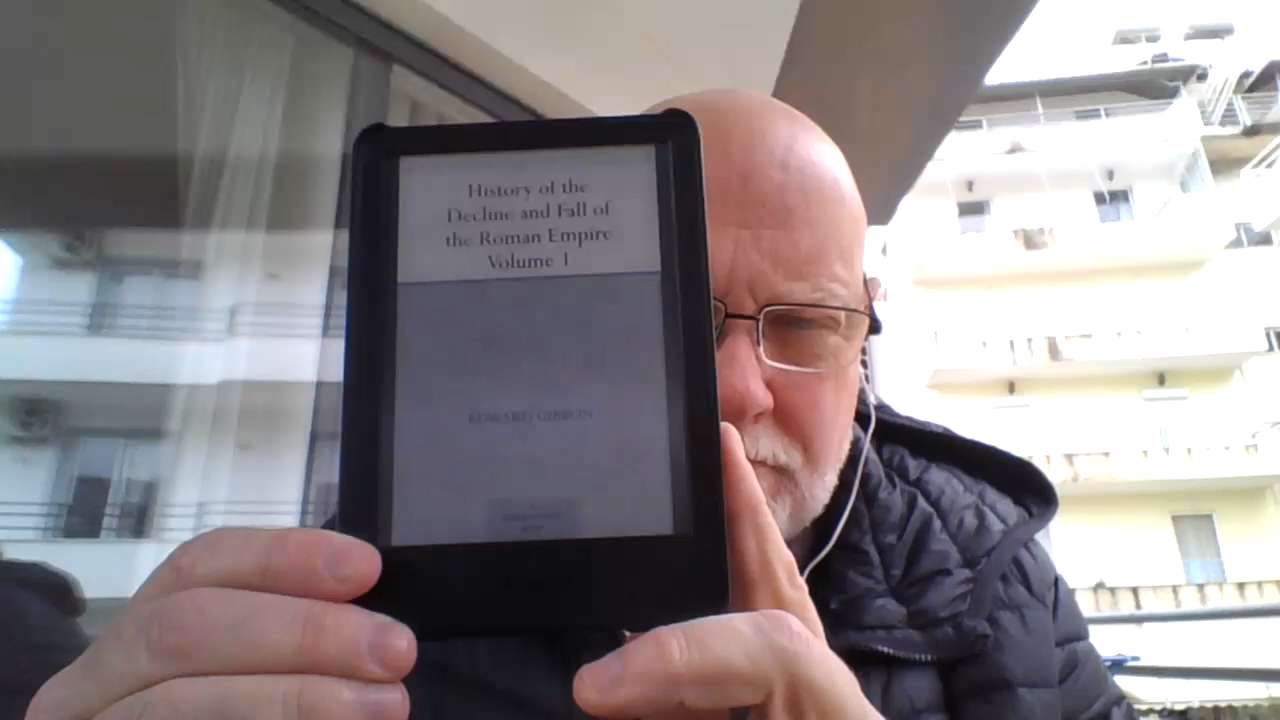 History of the
Decline and Fall of
the Roman Empire
Volume 1
EDWARD GIBBON